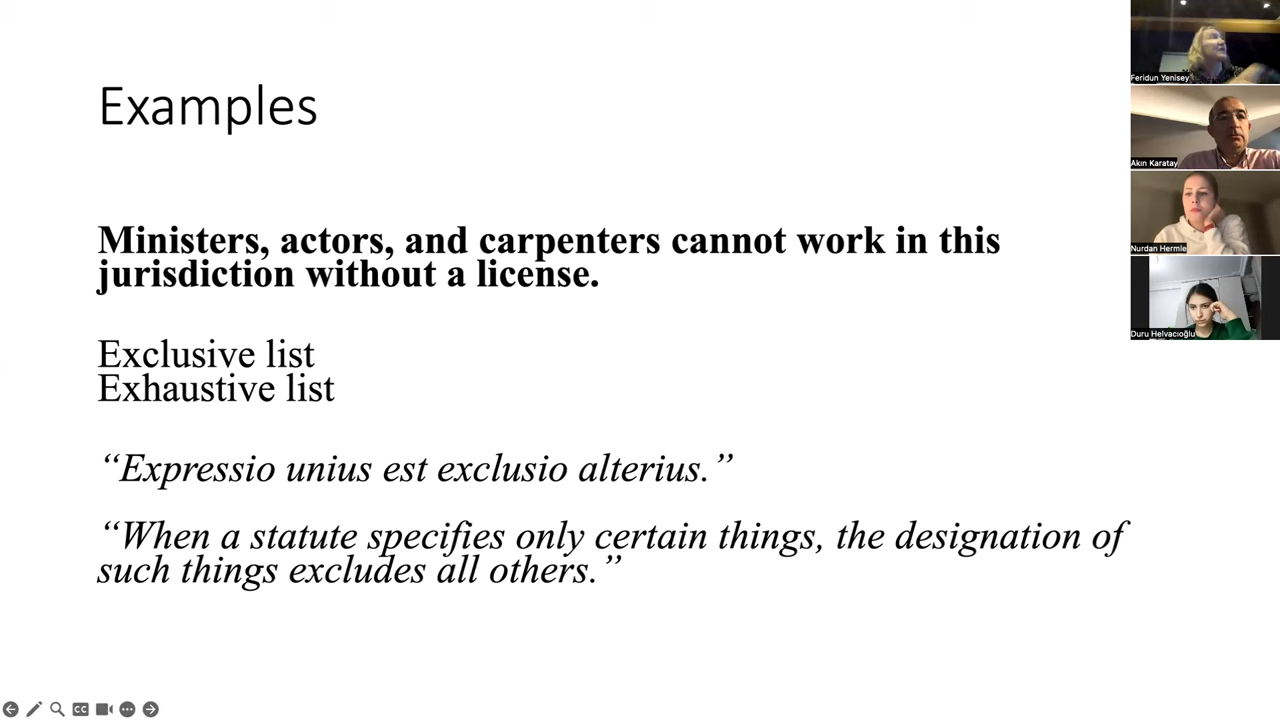 Examples
Ministers, actors, and carpenters cannot work in this
jurisdiction without a license.
Exclusive list
Exhaustive list
“Expressio unius est exclusio alterius.”
“When a statute specifies only certain things, the designation of
such things excludes all others.”
Feridun Yenisey
Akın Karatay
Nurdan Hermle
Duru Helvacıoğlu
CC